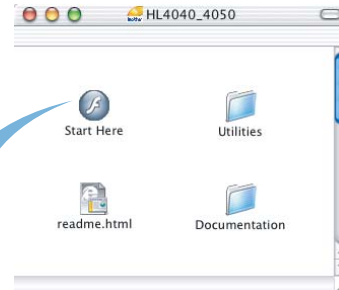 HL4040_4050
Start Here
Utilities
readme.html
Documentation